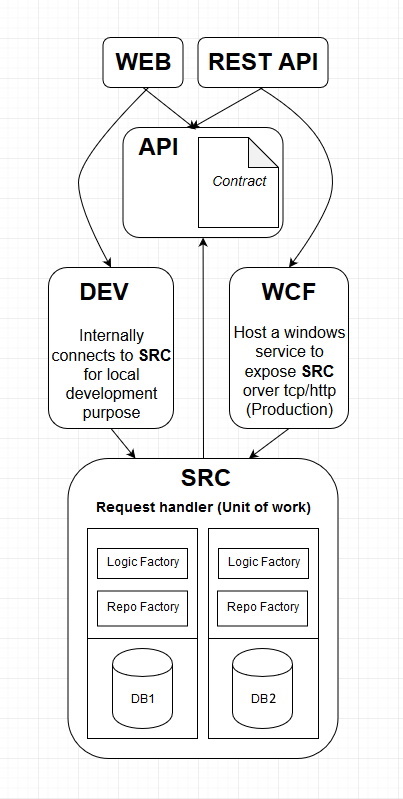 WEB
REST API
API
Contract
DEV
Internally
connects to SRC
for local
development
purpose
WCF
Host a windows
service to
expose SRC
orver tcp/http
(Production)
SRC
Request handler (Unit of work)
Logic Factory
Repo Factory
DB1
Logic Factory
Repo Factory
DB2